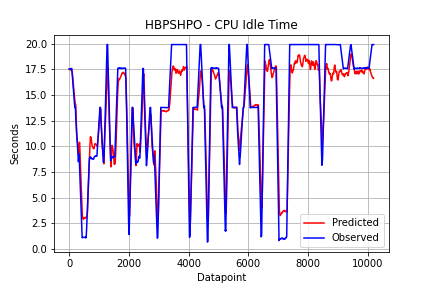 HBPSHPO - CPU Idle Time
Seconds
20.0
17.5
15.0
12.5
10.0
7.5
5.0
2.5
0.0
Predicted
Observed
0 2000 4000 6000 8000 10000
Datapoint